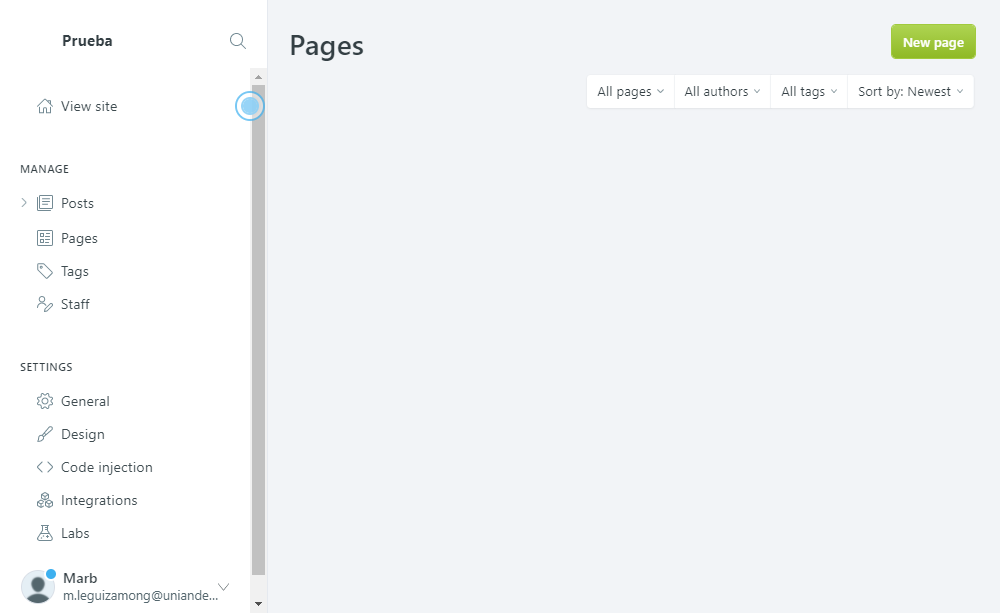 Prueba
View site
MANAGE
Posts
Pages
Tags
Staff
SETTINGS
General
Design
Code injection
Integrations
Labs
Marb
m.leguizamong@uniande...
Pages
New page
All pages
All authors
All tags
Sort by: Newest